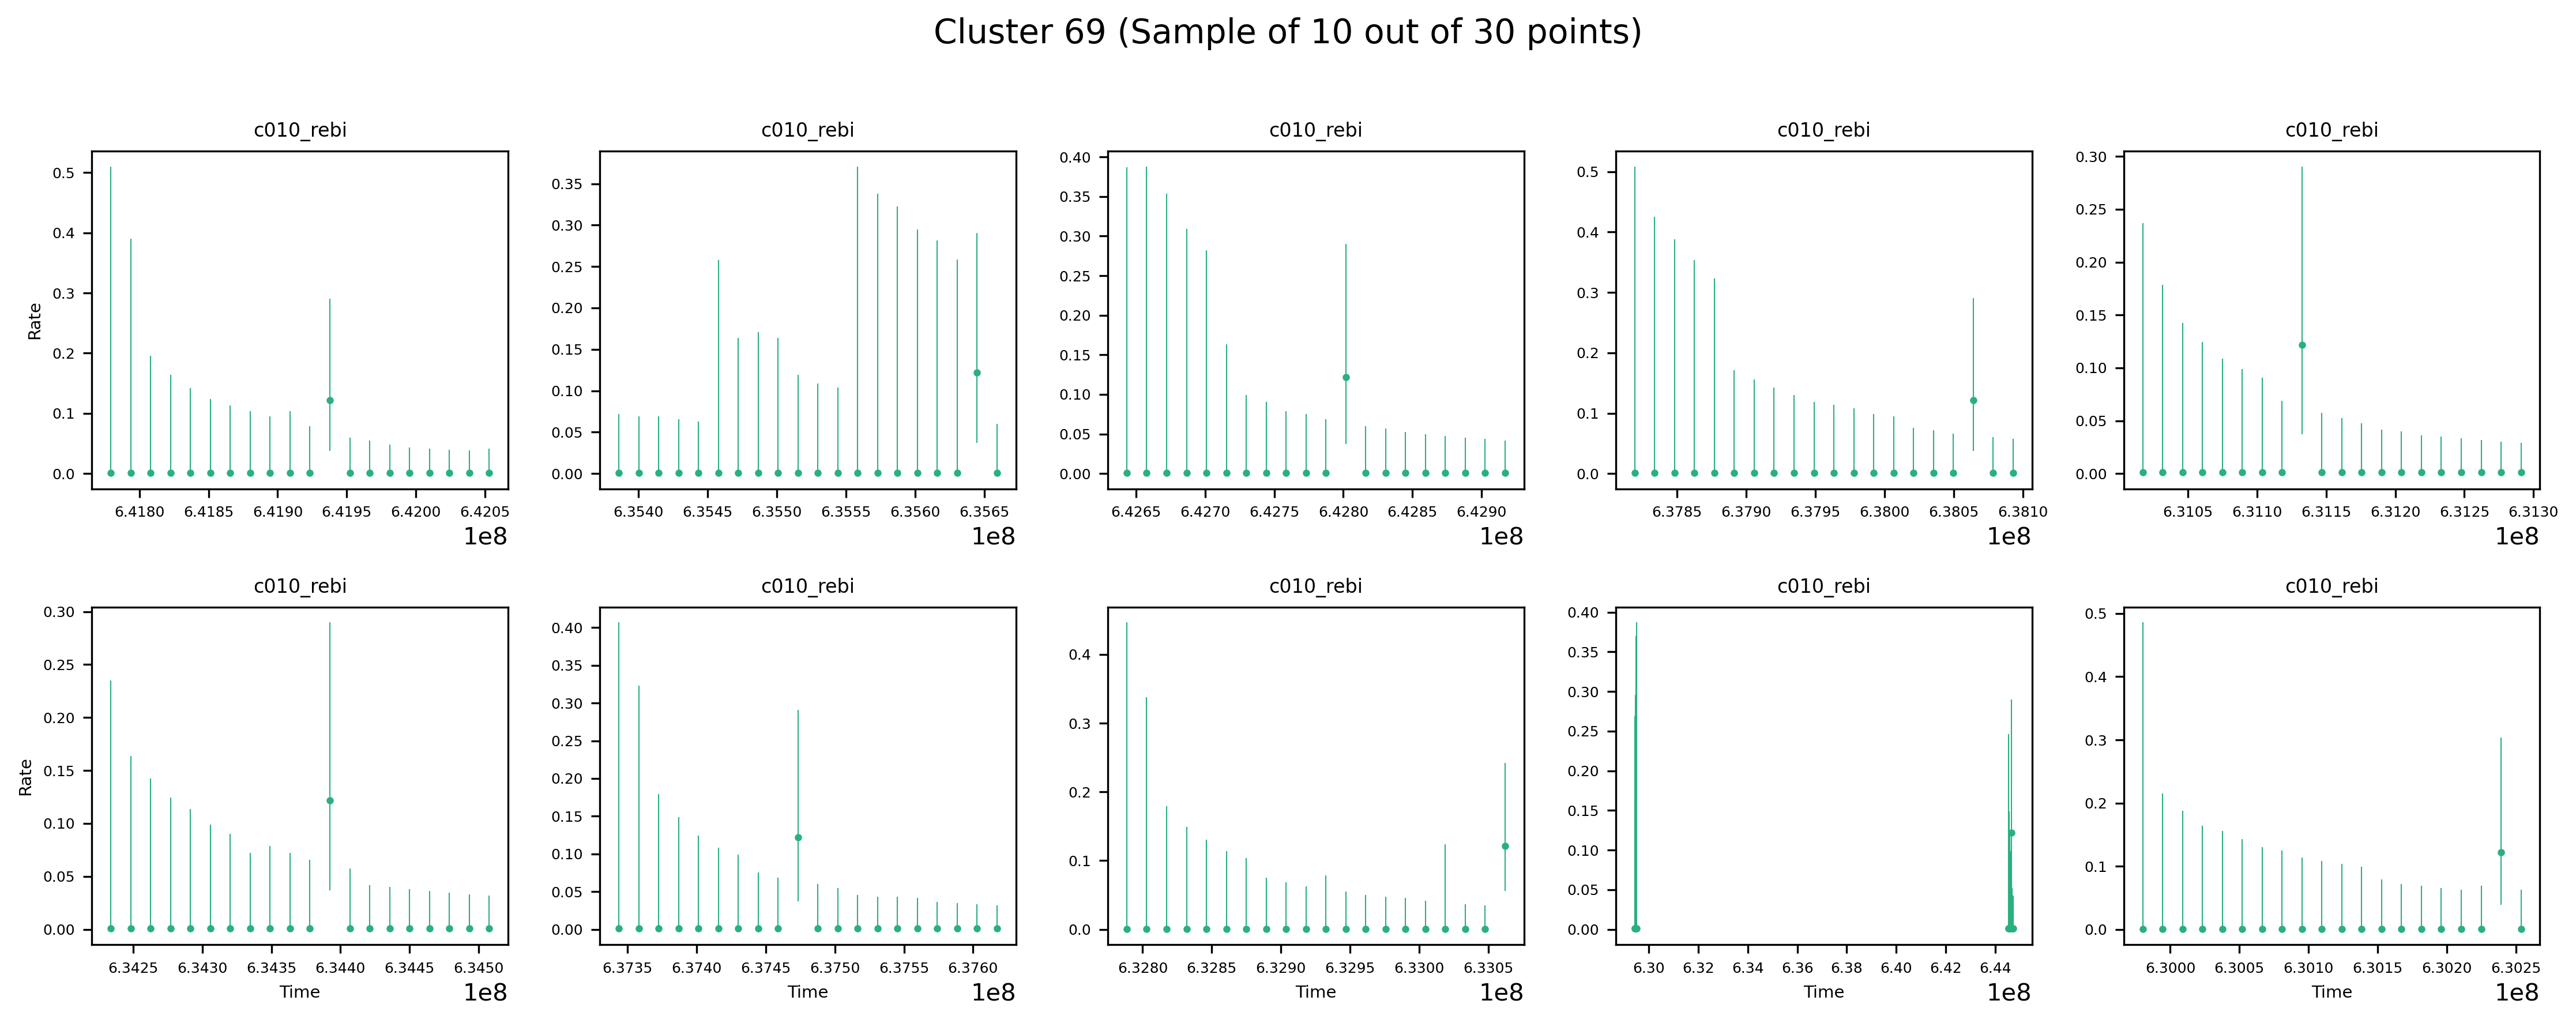 Cluster 69 (Sample of 10 out of 30 points)
c010_rebi c010_rebi c010_rebi c010_rebi c010_rebi
Rate
0.5 0.4 0.3 0.2 0.1 0.0
6.4180 6.4185 6.4190 6.4195 6.4200 6.4205
1e8
0.35 0.30 0.25 0.20 0.15 0.10 0.05 0.00
6.3540 6.3545 6.3550 6.3555 6.3560 6.3565
1e8
0.40 0.35 0.30 0.25 0.20 0.15 0.10 0.05 0.00
6.4265 6.4270 6.4275 6.4280 6.4285 6.4290
1e8
0.5 0.4 0.3 0.2 0.1 0.0
6.3785 6.3790 6.3795 6.3800 6.3805 6.3810
1e8
0.30 0.25 0.20 0.15 0.10 0.05 0.00
6.3105 6.3110 6.3115 6.3120 6.3125 6.3130
1e8
c010_rebi c010_rebi c010_rebi c010_rebi c010_rebi
Rate
0.30 0.25 0.20 0.15 0.10 0.05 0.00
6.3425 6.3430 6.3435 6.3440 6.3445 6.3450
Time 1e8
0.40 0.35 0.30 0.25 0.20 0.15 0.10 0.05 0.00
6.3735 6.3740 6.3745 6.3750 6.3755 6.3760
Time 1e8
0.4 0.3 0.2 0.1 0.0
6.3280 6.3285 6.3290 6.3295 6.3300 6.3305
Time 1e8
0.40 0.35 0.30 0.25 0.20 0.15 0.10 0.05 0.00
6.30 6.32 6.34 6.36 6.38 6.40 6.42 6.44
Time 1e8
0.5 0.4 0.3 0.2 0.1 0.0
6.3000 6.3005 6.3010 6.3015 6.3020 6.3025
Time 1e8